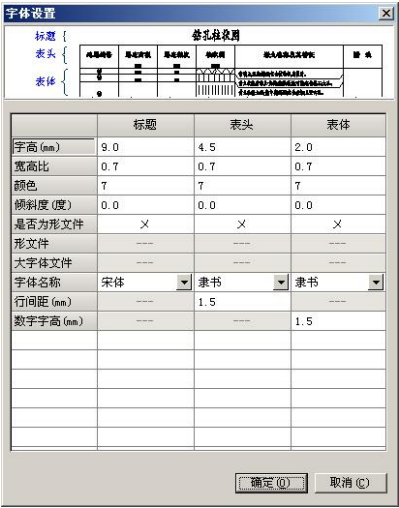 字体设置
标题 {
钻孔柱状图
表头 {
柱状图
表体 {
标题 表头 表体
字高(mm) 9.0 4.5 2.0
宽高比 0.7 0.7 0.7
颜色 7 7 7
倾斜度(度) 0.0 0.0 0.0
是否为形文件 × × ×
形文件 --- --- ---
大字体文件 --- --- ---
字体名称 宋体 隶书 隶书
行间距(mm) --- 1.5 ---
数字字高(mm) --- --- 1.5
确定(O) 取消(C)